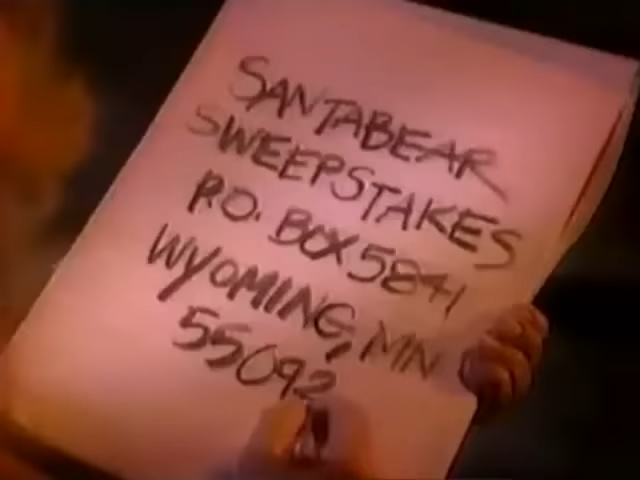 SANTABEAR
SWEEPSTAKES
P.O. BOX 5841
WYOMING, MN
55092